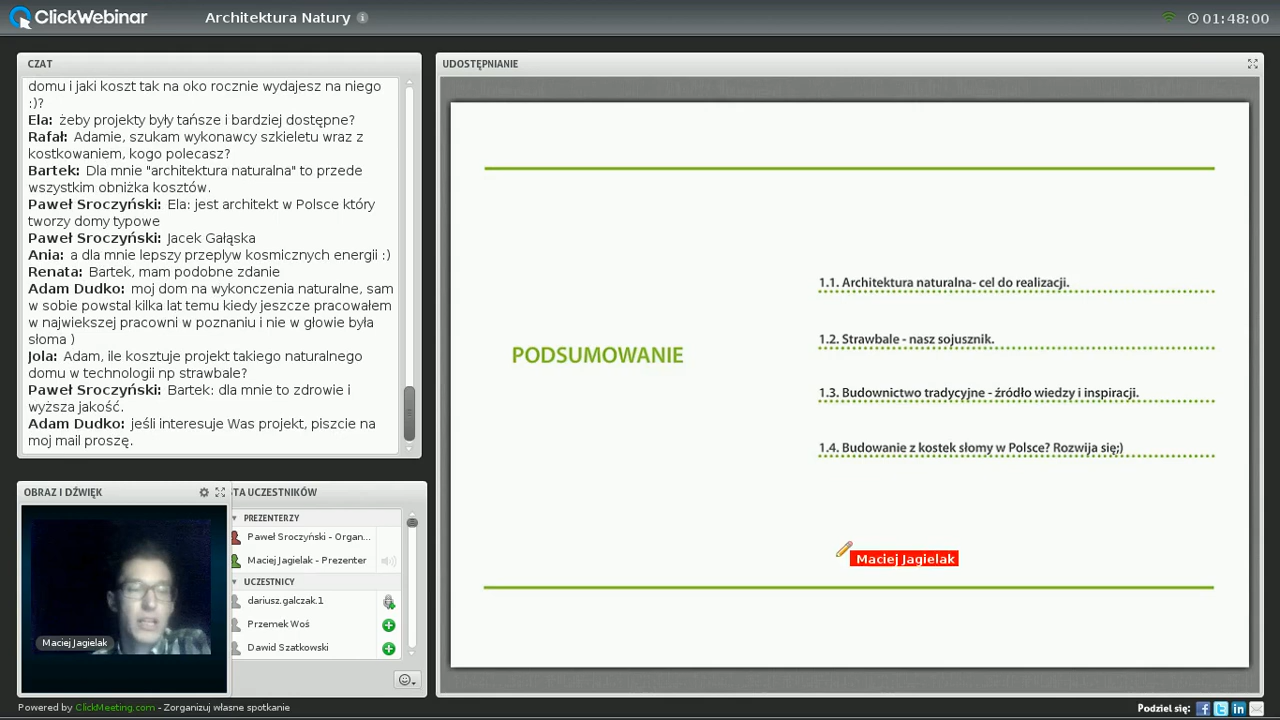 ClickWebinar
Architektura Natury
01:48:00
CZAT
domu i jaki koszt tak na oko rocznie wydajesz na niego
:)?
Ela: żeby projekty były tańsze i bardziej dostępne?
Rafał: Adamie, szukam wykonawcy szkieletu wraz z
kostkowaniem, kogo polecasz?
Bartek: Dla mnie "architektura naturalna" to przede
wszystkim obniżka kosztów.
Paweł Sroczyński: Ela: jest architekt w Polsce który
tworzy domy typowe
Paweł Sroczyński: Jacek Gałąska
Ania: a dla mnie lepszy przeplyw kosmicznych energii :)
Renata: Bartek, mam podobne zdanie
Adam Dudko: moj dom na wykonczenia naturalne, sam
w sobie powstal kilka lat temu kiedy jeszcze pracowałem
w najwiekszej pracowni w poznaniu i nie w głowie była
słoma )
Jola: Adam, ile kosztuje projekt takiego naturalnego
domu w technologii np strawbale?
Paweł Sroczyński: Bartek: dla mnie to zdrowie i
wyższa jakość.
Adam Dudko: jeśli interesuje Was projekt, piszcie na
moj mail proszę.
UDOSTĘPNIANIE
PODSUMOWANIE
1.1. Architektura naturalna- cel do realizacji.
1.2. Strawbale - nasz sojusznik.
1.3. Budownictwo tradycyjne - źródło wiedzy i inspiracji.
1.4. Budowanie z kostek słomy w Polsce? Rozwija się;)
Maciej Jagielak
OBRAZ I DŹWIĘK
Maciej Jagielak
TA UCZESTNIKÓW
PREZENTERZY
Paweł Sroczyński - Organ...
Maciej Jagielak - Prezenter
UCZESTNICY
dariusz.galczak.1
Przemek Woś
Dawid Szatkowski
Powered by ClickMeeting.com - Zorganizuj własne spotkanie
Podziel się: